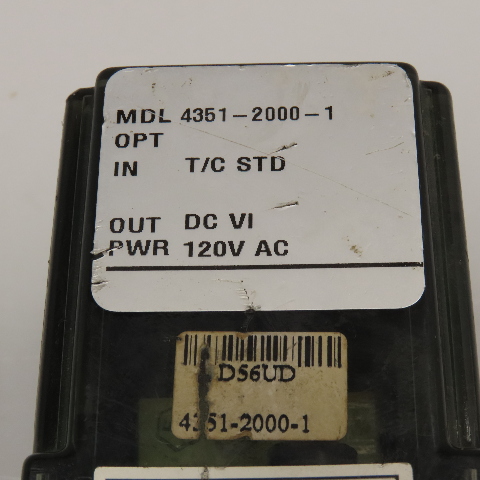 MDL 4351-2000-1
OPT
IN T/C STD
OUT DC VI
PWR 120V AC
D56UD
4351-2000-1